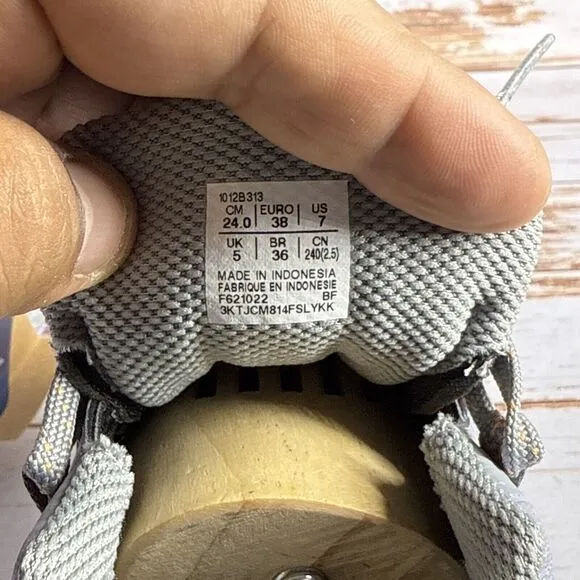 1012B313
CM EURO US
24.0 38 7
UK BR CN
5 36 240(2.5)
MADE IN INDONESIA
FABRIQUE EN INDONESIE
F621022 BF
3KTJCM814FSLYKK